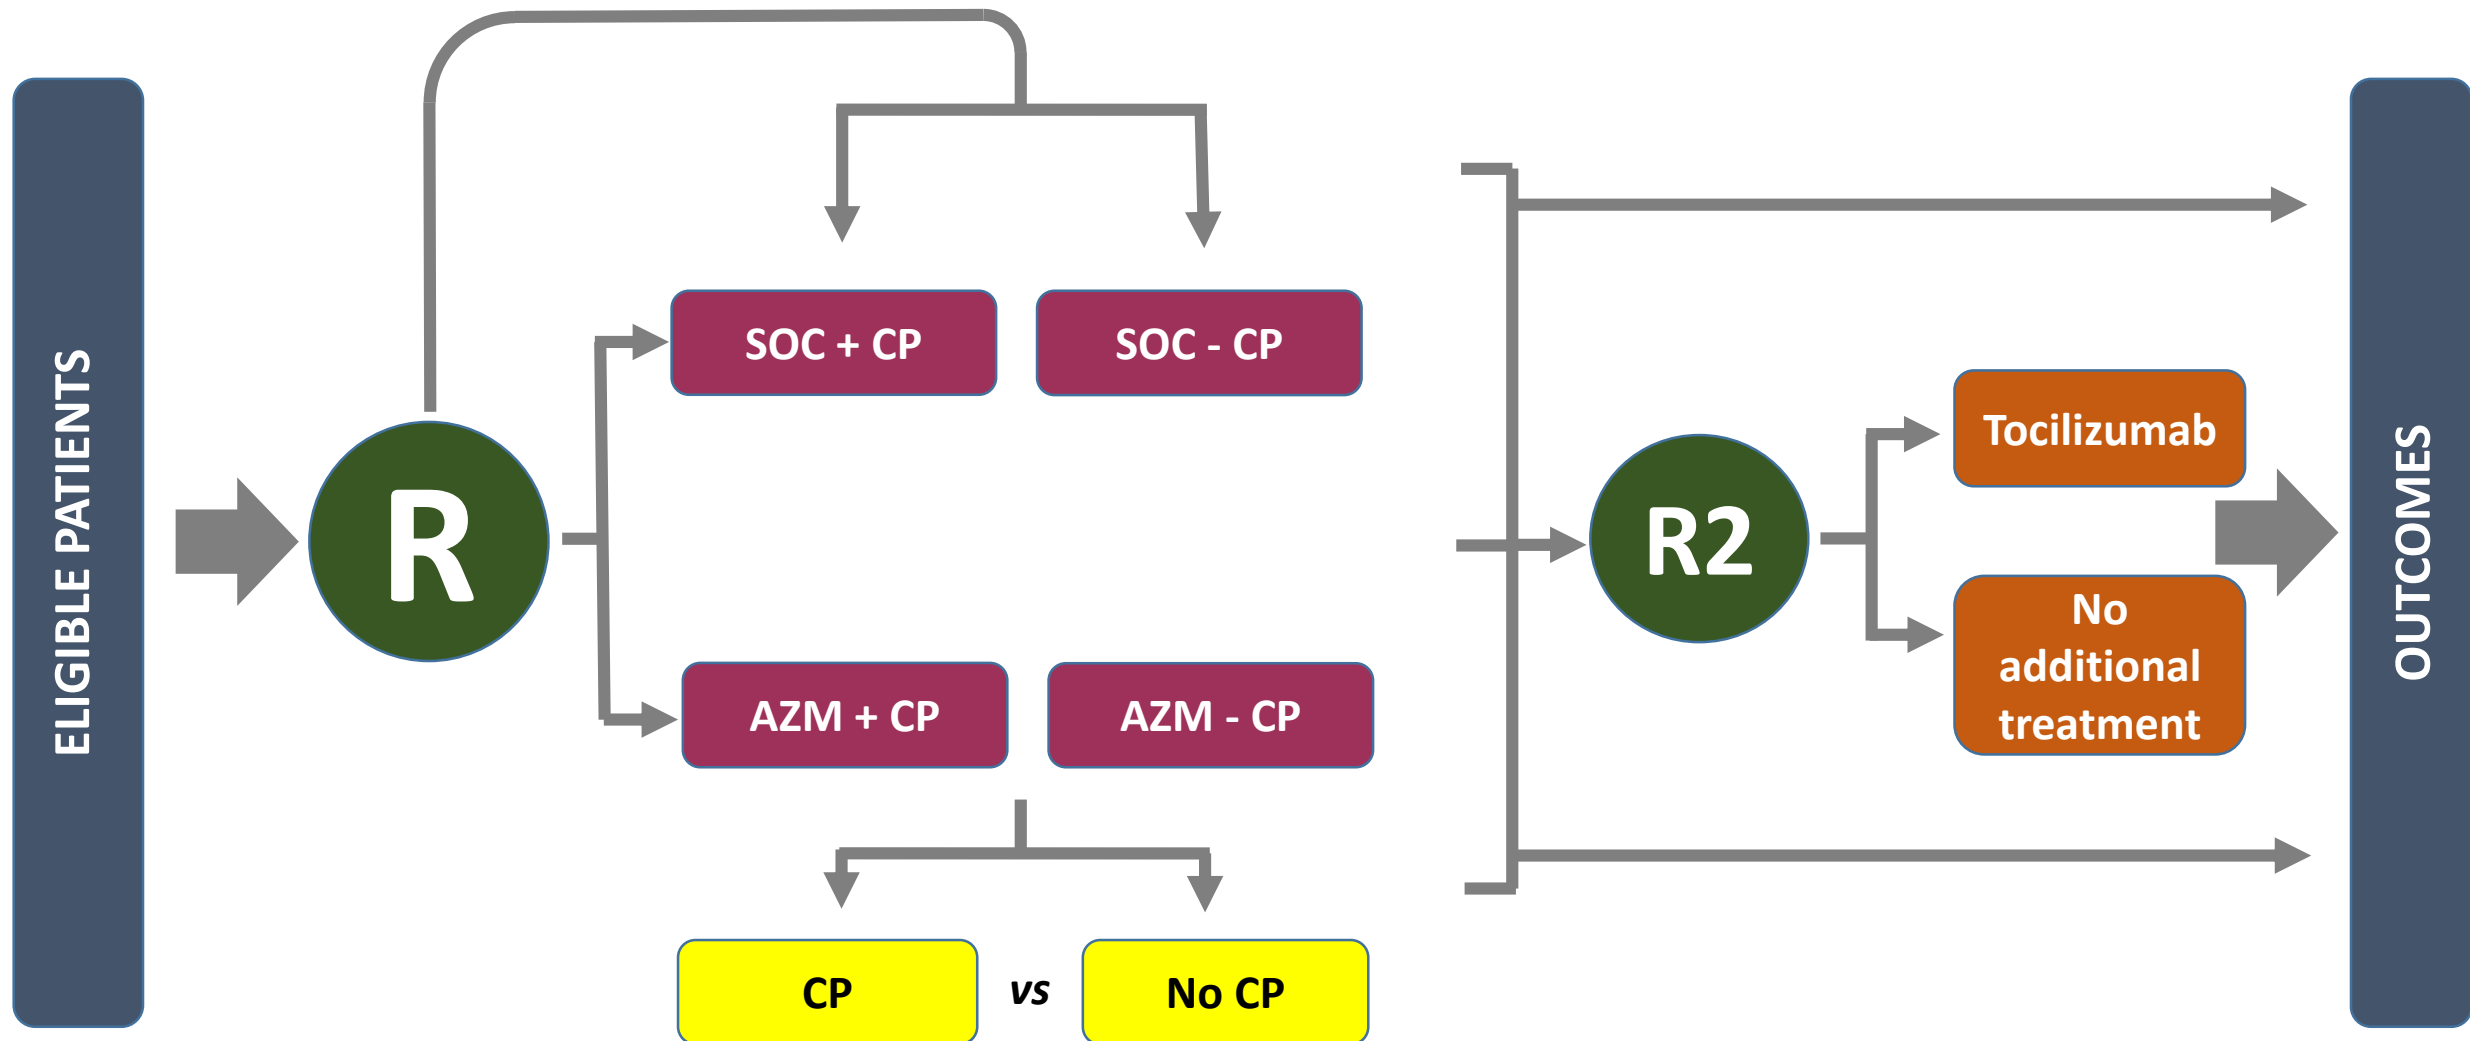 ELIGIBLE PATIENTS
R
SOC + CP
SOC - CP
AZM + CP
AZM - CP
CP
vs
No CP
R2
Tocilizumab
No
additional
treatment
OUTCOMES